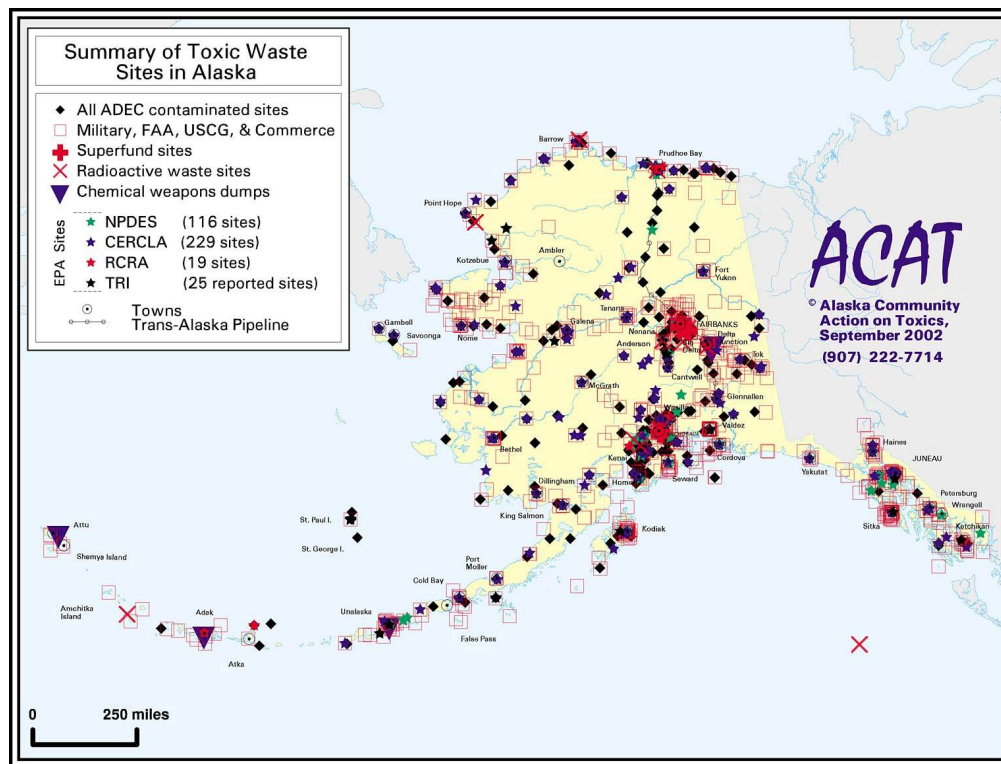 Summary of Toxic Waste
Sites in Alaska
All ADEC contaminated sites
Military, FAA, USCG, & Commerce
Superfund sites
Radioactive waste sites
Chemical weapons dumps
EPA Sites
NPDES (116 sites)
CERCLA (229 sites)
RCRA (19 sites)
TRI (25 reported sites)
Towns
Trans-Alaska Pipeline
ACAT
© Alaska Community
Action on Toxics,
September 2002
(907) 222-7714
Barrow
Prudhoe Bay
Point Hope
Ambler
Kotzebue
Fort
Yukon
Gambell
Savoonga
Nome
Galena
Tanana
Nenana
FAIRBANKS
Anderson
Delta
Junction
Tok
Cantwell
McGrath
Glennallen
Wasilla
Valdez
Bethel
Kenai
Cordova
Dillingham
Homer
Seward
Yakutat
Haines
JUNEAU
King Salmon
Petersburg
Wrangell
Sitka
Ketchikan
Kodiak
Attu
Shemya Island
St. Paul I.
St. George I.
Port
Moller
Cold Bay
Amchitka
Island
Adak
Unalaska
False Pass
Atka
0 250 miles